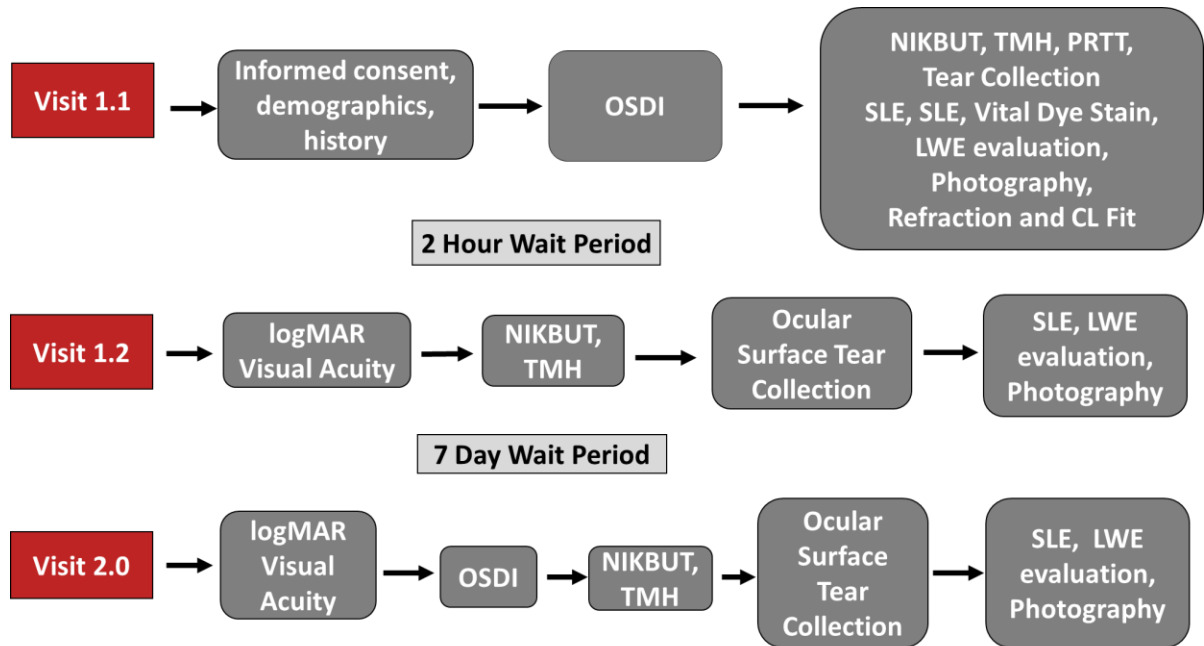 Visit 1.1
Informed consent,
demographics,
history
OSDI
NIKBUT, TMH, PRTT,
Tear Collection
SLE, SLE, Vital Dye Stain,
LWE evaluation,
Photography,
Refraction and CL Fit
2 Hour Wait Period
Visit 1.2
logMAR
Visual Acuity
NIKBUT,
TMH
Ocular
Surface Tear
Collection
SLE, LWE
evaluation,
Photography
7 Day Wait Period
Visit 2.0
logMAR
Visual
Acuity
OSDI
NIKBUT,
TMH
Ocular
Surface
Tear
Collection
SLE, LWE
evaluation,
Photography